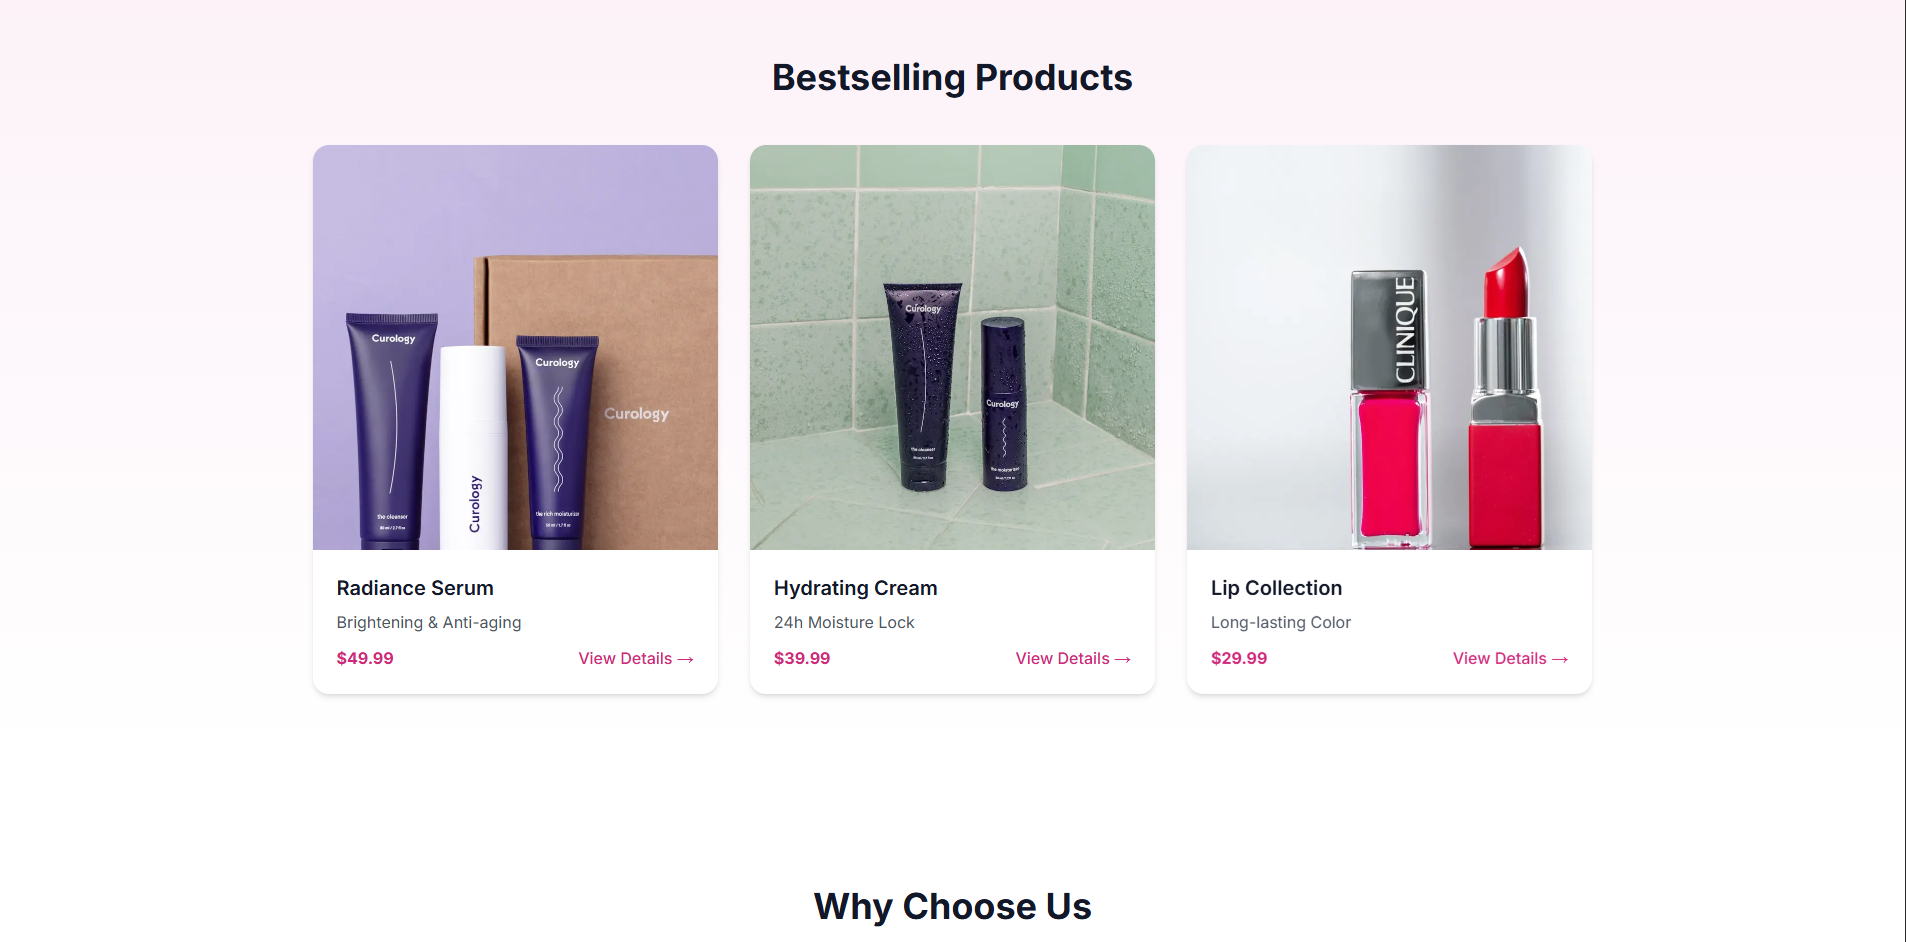 Bestselling Products
Curology
the cleanser
Curology
Curology
the rich moisturizer
Curology
Radiance Serum
Brightening & Anti-aging
$49.99
View Details →
Curology
the cleanser
Curology
the moisturizer
Hydrating Cream
24h Moisture Lock
$39.99
View Details →
CLINIQUE
Lip Collection
Long-lasting Color
$29.99
View Details →
Why Choose Us